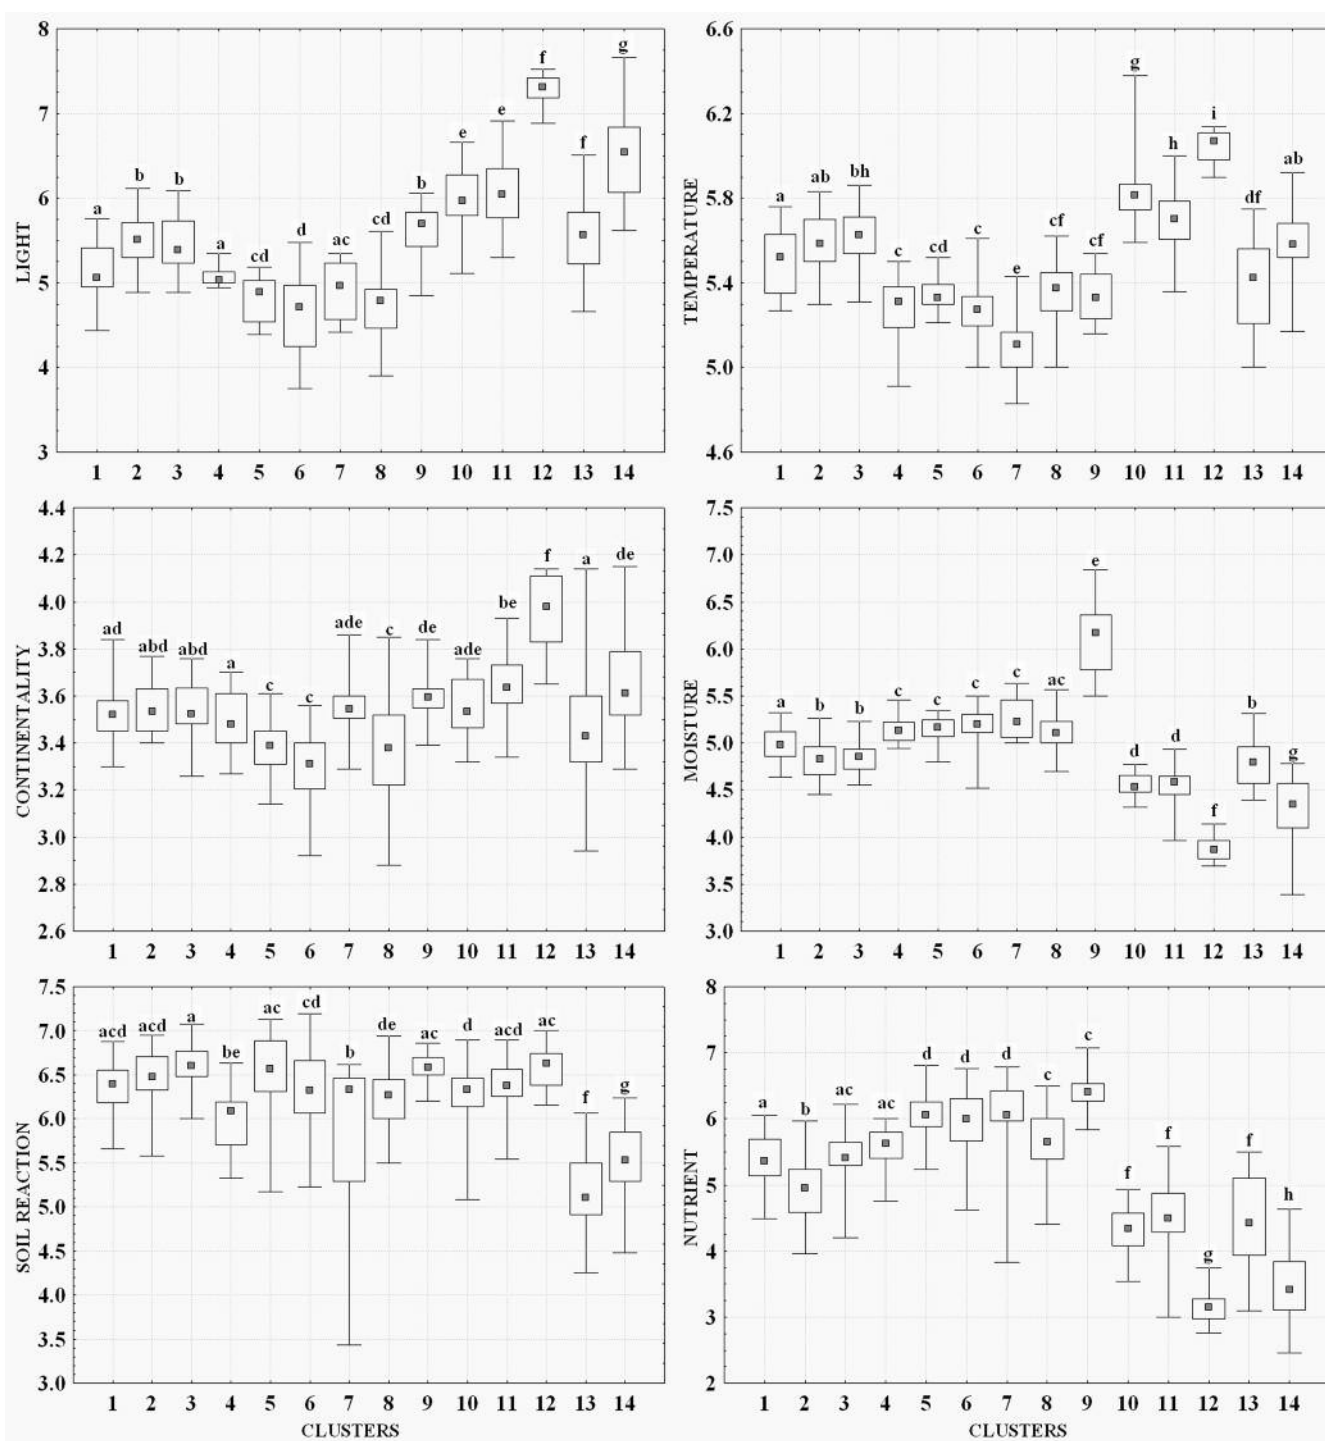 LIGHT
8
7
6
5
4
3
a
b
b
a
cd
d
ac
cd
b
e
e
f
f
g
1 2 3 4 5 6 7 8 9 10 11 12 13 14
TEMPERATURE
6.6
6.2
5.8
5.4
5.0
4.6
a
ab
bh
c
cd
c
e
cf
cf
g
h
i
df
ab
1 2 3 4 5 6 7 8 9 10 11 12 13 14
CONTINENTALITY
4.4
4.2
4.0
3.8
3.6
3.4
3.2
3.0
2.8
2.6
ad
abd
abd
a
c
c
ade
c
de
ade
be
f
a
de
1 2 3 4 5 6 7 8 9 10 11 12 13 14
MOISTURE
7.5
7.0
6.5
6.0
5.5
5.0
4.5
4.0
3.5
3.0
a
b
b
c
c
c
c
ac
e
d
d
f
b
g
1 2 3 4 5 6 7 8 9 10 11 12 13 14
SOIL REACTION
7.5
7.0
6.5
6.0
5.5
5.0
4.5
4.0
3.5
3.0
acd
acd
a
be
ac
cd
b
de
ac
d
acd
ac
f
g
1 2 3 4 5 6 7 8 9 10 11 12 13 14
CLUSTERS
NUTRIENT
8
7
6
5
4
3
2
a
b
ac
ac
d
d
d
c
c
f
f
g
f
h
1 2 3 4 5 6 7 8 9 10 11 12 13 14
CLUSTERS